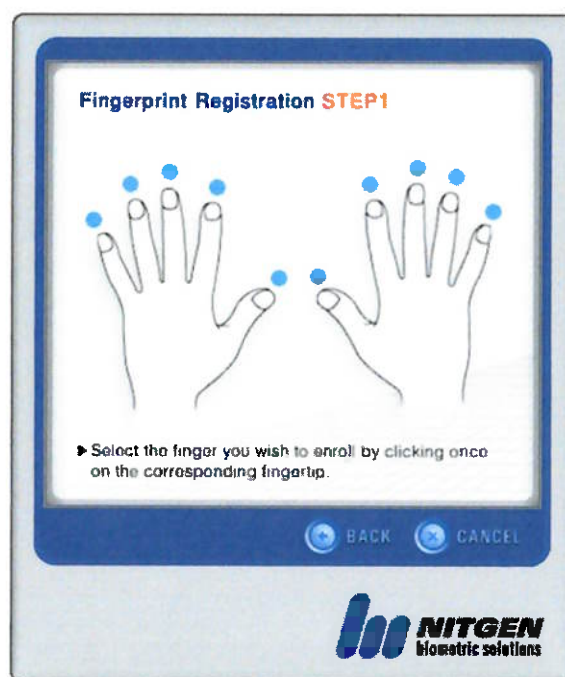 Fingerprint Registration STEP1
Select the finger you wish to enroll by clicking once
on the corresponding fingertip.
BACK CANCEL
NITGEN
biometric solutions